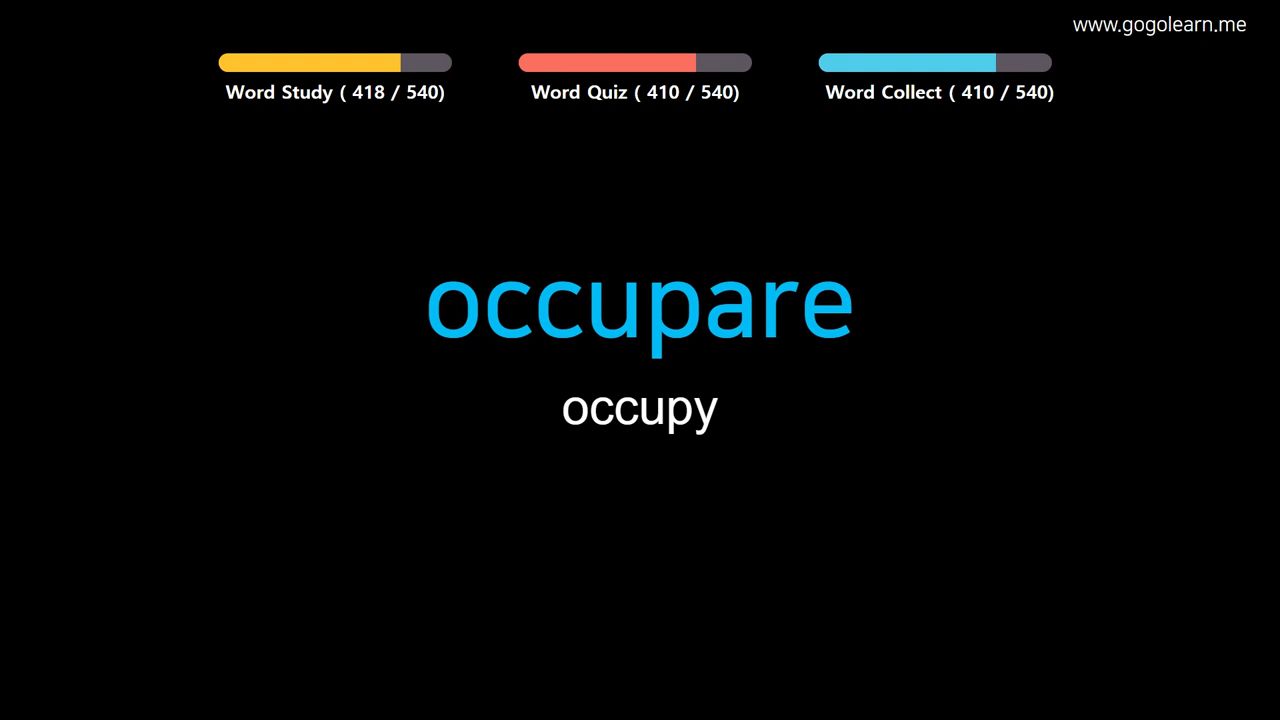 www.gogolearn.me
Word Study ( 418 / 540)
Word Quiz ( 410 / 540)
Word Collect ( 410 / 540)
occupare
occupy